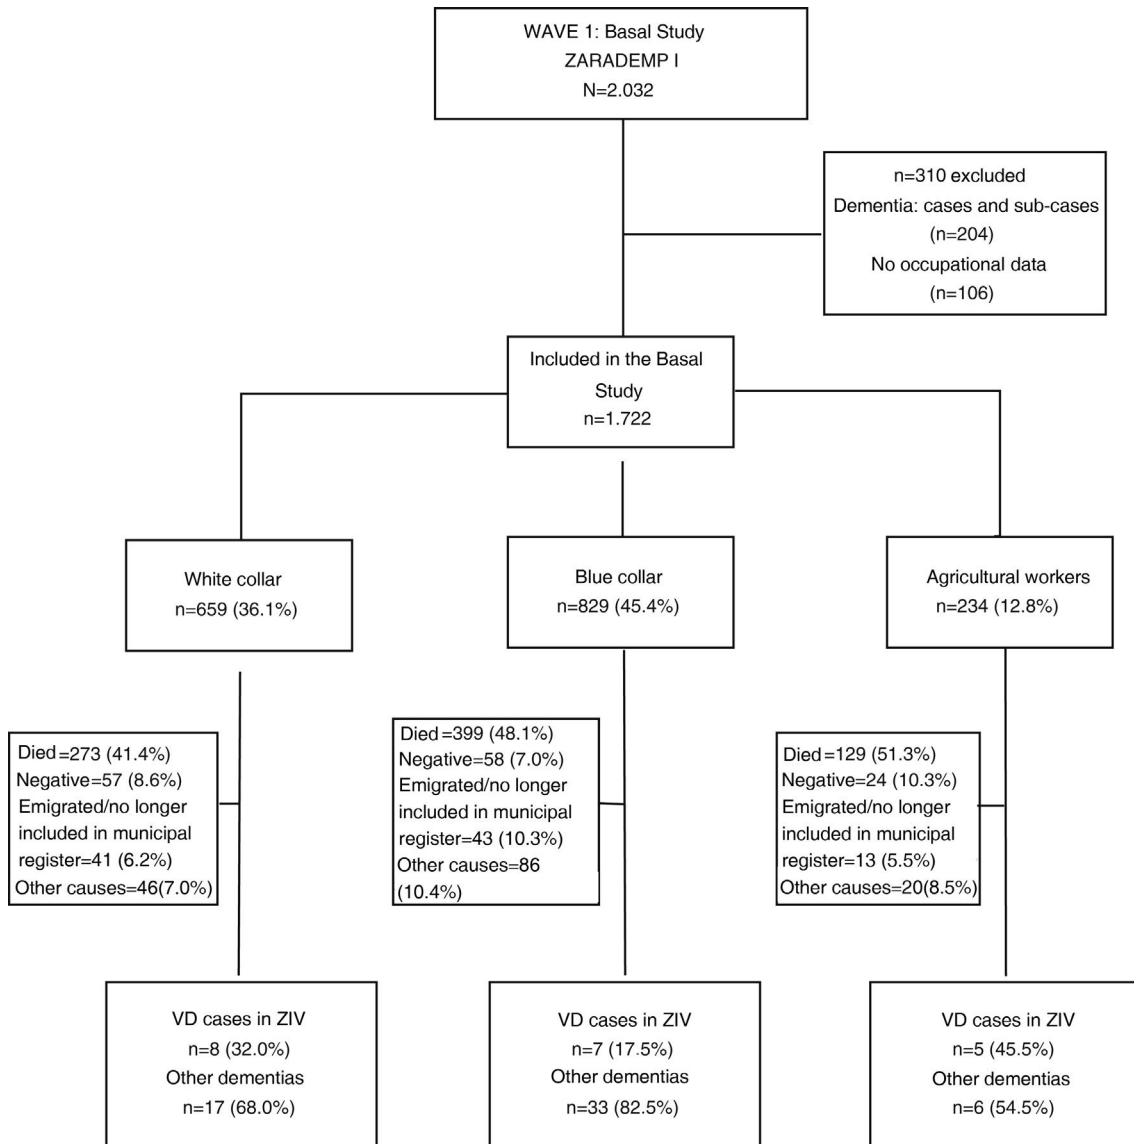 WAVE 1: Basal Study
ZARADEMP I
N=2.032
n=310 excluded
Dementia: cases and sub-cases
(n=204)
No occupational data
(n=106)
Included in the Basal
Study
n=1.722
White collar
n=659 (36.1%)
Blue collar
n=829 (45.4%)
Agricultural workers
n=234 (12.8%)
Died=273 (41.4%)
Negative=57 (8.6%)
Emigrated/no longer
included in municipal
register=41 (6.2%)
Other causes=46(7.0%)
Died=399 (48.1%)
Negative=58 (7.0%)
Emigrated/no longer
included in municipal
register=43 (10.3%)
Other causes=86
(10.4%)
Died=129 (51.3%)
Negative=24 (10.3%)
Emigrated/no longer
included in municipal
register=13 (5.5%)
Other causes=20(8.5%)
VD cases in ZIV
n=8 (32.0%)
Other dementias
n=17 (68.0%)
VD cases in ZIV
n=7 (17.5%)
Other dementias
n=33 (82.5%)
VD cases in ZIV
n=5 (45.5%)
Other dementias
n=6 (54.5%)